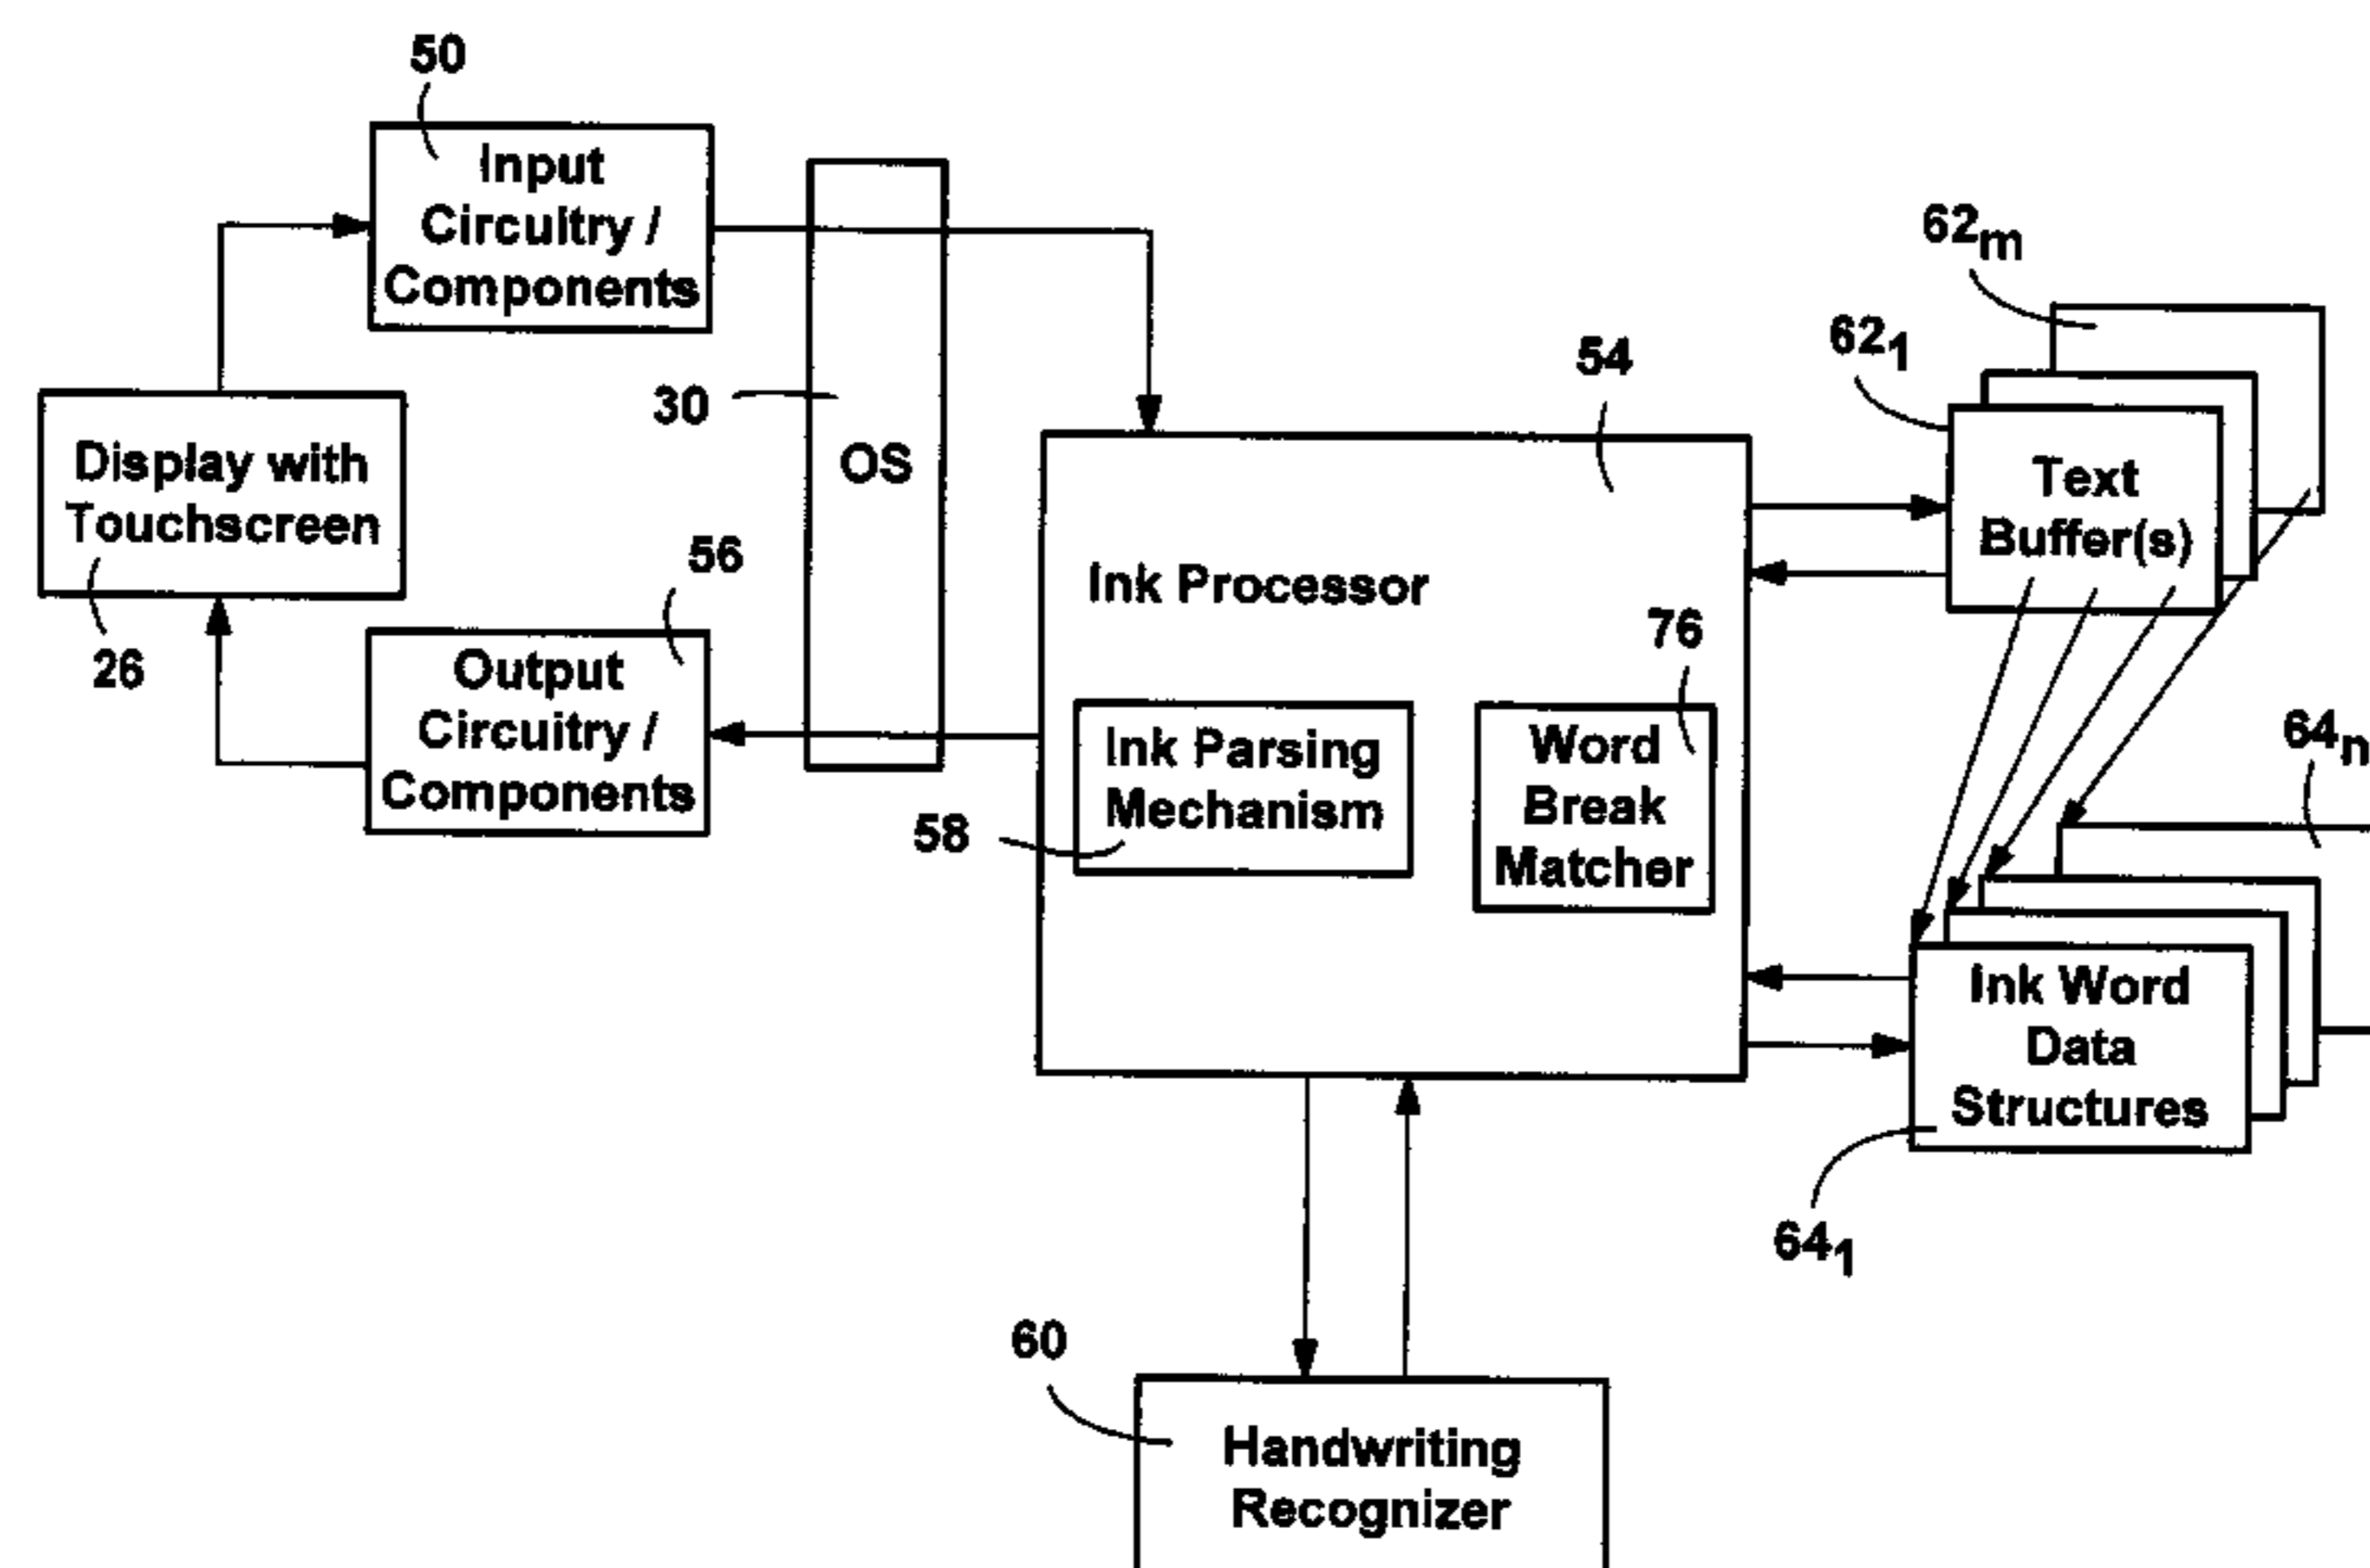 50
Input
Circuitry /
Components
62m
621
54
30
OS
Display with
Touchscreen
26
56
Output
Circuitry /
Components
Text
Buffer(s)
Ink Processor
76
Ink Parsing
Mechanism
58
Word
Break
Matcher
64n
Ink Word
Data
Structures
641
60
Handwriting
Recognizer